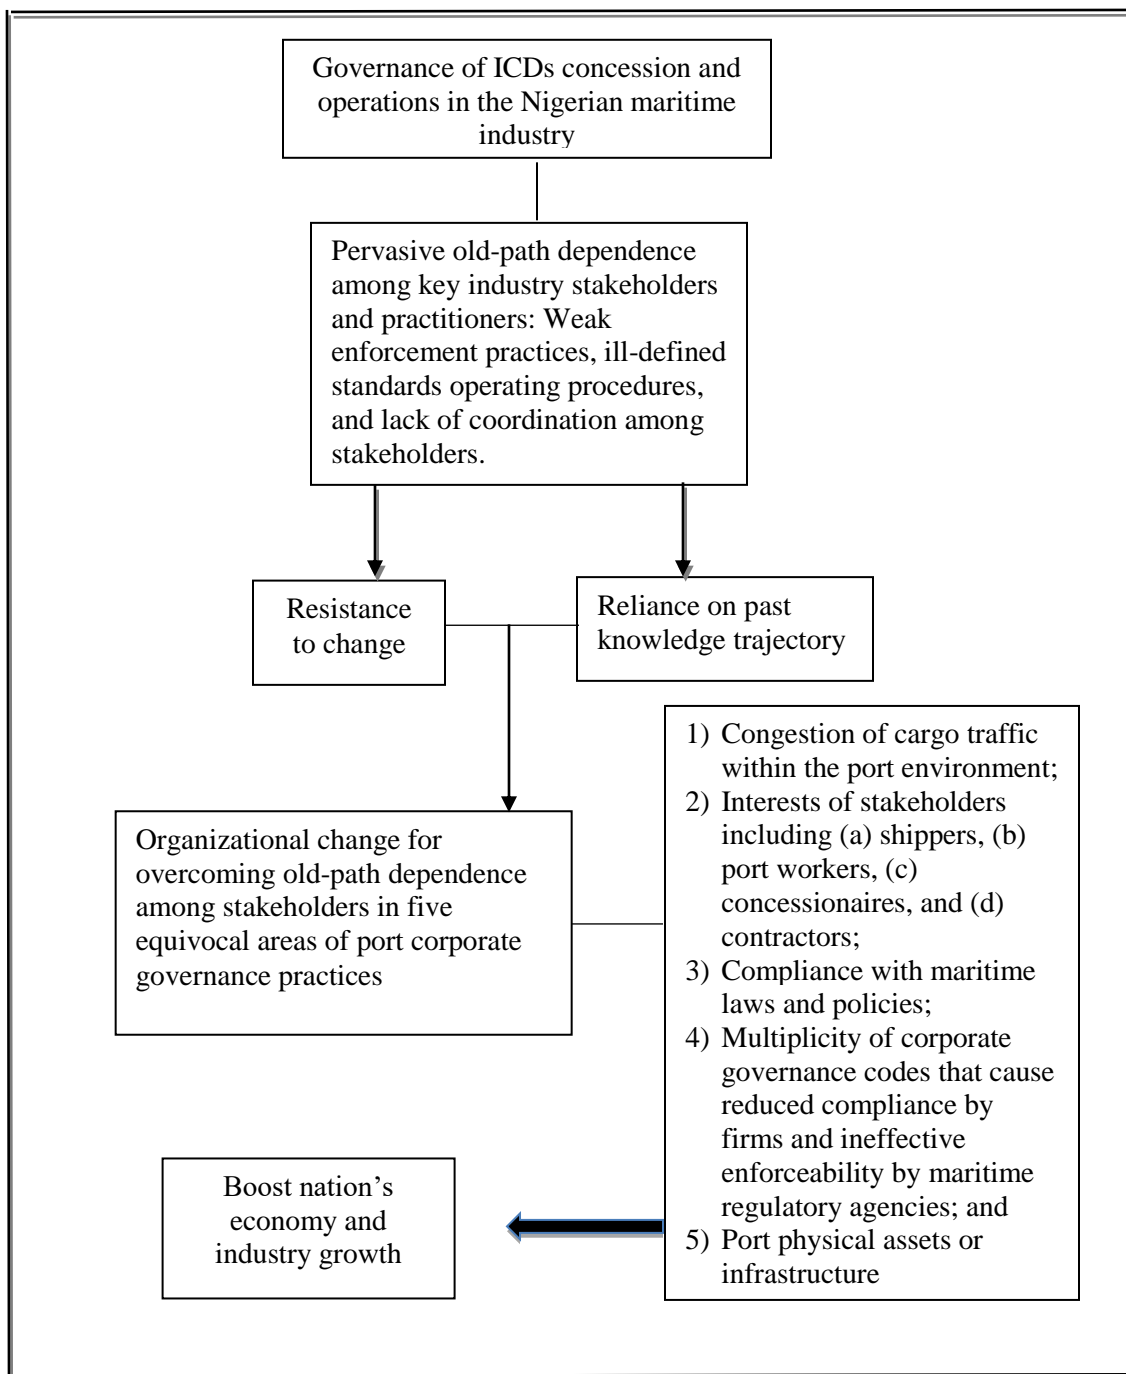 Governance of ICDs concession and
operations in the Nigerian maritime
industry
Pervasive old-path dependence
among key industry stakeholders
and practitioners: Weak
enforcement practices, ill-defined
standards operating procedures,
and lack of coordination among
stakeholders.
Resistance
to change
Reliance on past
knowledge trajectory
Organizational change for
overcoming old-path dependence
among stakeholders in five
equivocal areas of port corporate
governance practices
1) Congestion of cargo traffic
within the port environment;
2) Interests of stakeholders
including (a) shippers, (b)
port workers, (c)
concessionaires, and (d)
contractors;
3) Compliance with maritime
laws and policies;
4) Multiplicity of corporate
governance codes that cause
reduced compliance by
firms and ineffective
enforceability by maritime
regulatory agencies; and
5) Port physical assets or
infrastructure
Boost nation’s
economy and
industry growth